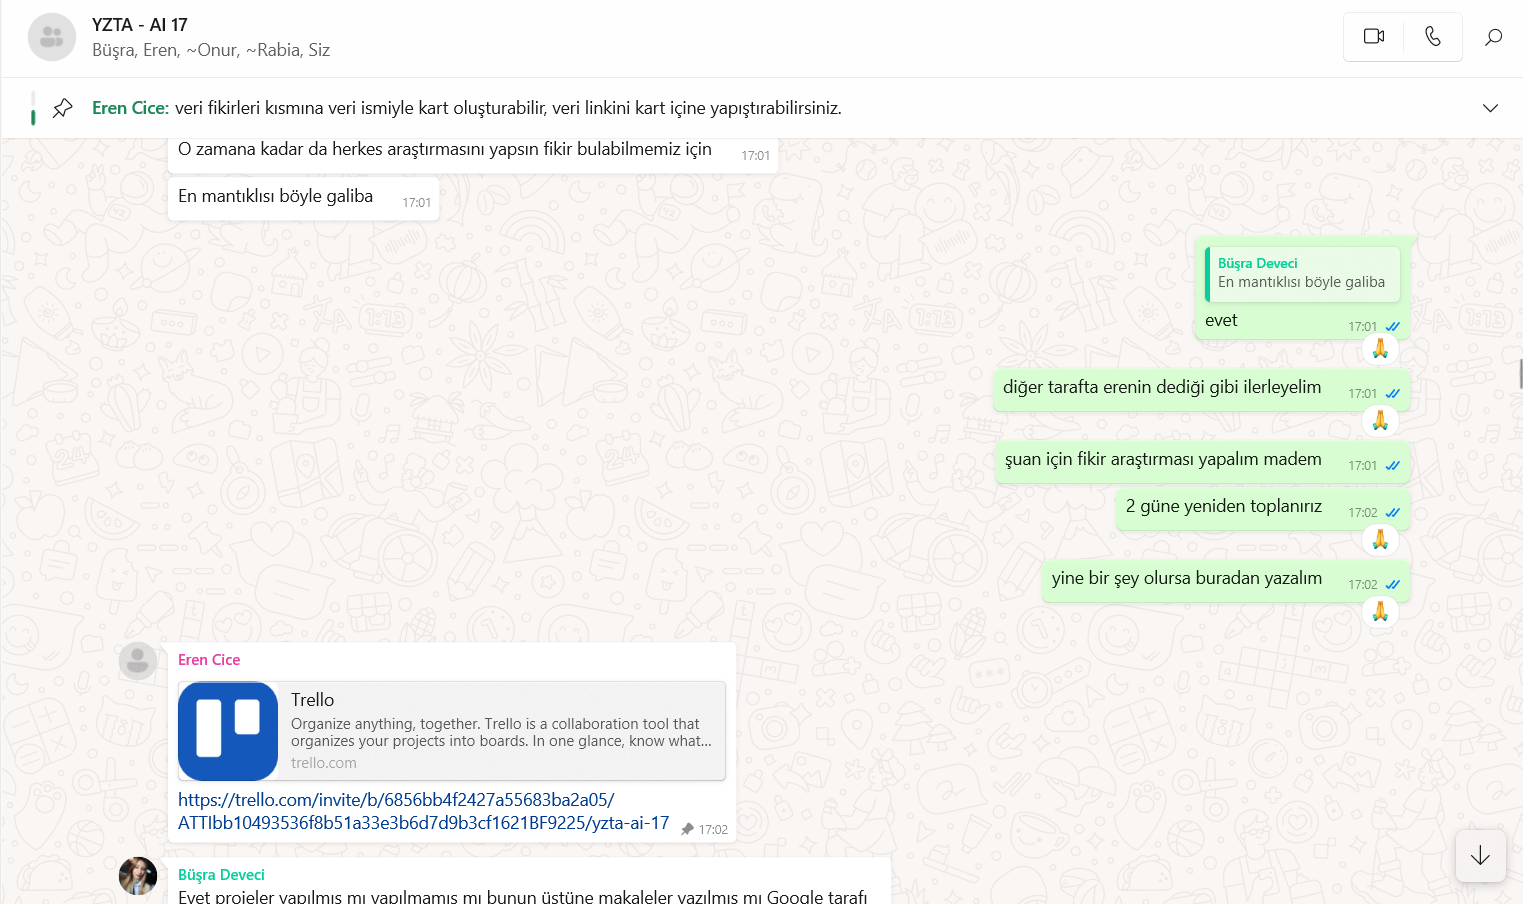 YZTA - AI 17
Büşra, Eren, ~Onur, ~Rabia, Siz
Eren Cice: veri fikirleri kısmına veri ismiyle kart oluşturabilir, veri linkini kart içine yapıştırabilirsiniz.
O zamana kadar da herkes araştırmasını yapsın fikir bulabilmemiz için 17:01
En mantıklısı böyle galiba 17:01
Büşra Deveci
En mantıklısı böyle galiba
evet 17:01
diğer tarafta erenin dediği gibi ilerleyelim 17:01
şuan için fikir araştırması yapalım madem 17:01
2 güne yeniden toplanırız 17:02
yine bir şey olursa buradan yazalım 17:02
Eren Cice
Trello
Organize anything, together. Trello is a collaboration tool that
organizes your projects into boards. In one glance, know what...
trello.com
https://trello.com/invite/b/6856bb4f2427a55683ba2a05/
ATTIbb10493536f8b51a33e3b6d7d9b3cf1621BF9225/yzta-ai-17 17:02
Büşra Deveci
Evet projeler yapılmış mı yapılmamış mı bunun üstüne makaleler yazılmış mı Google tarafı